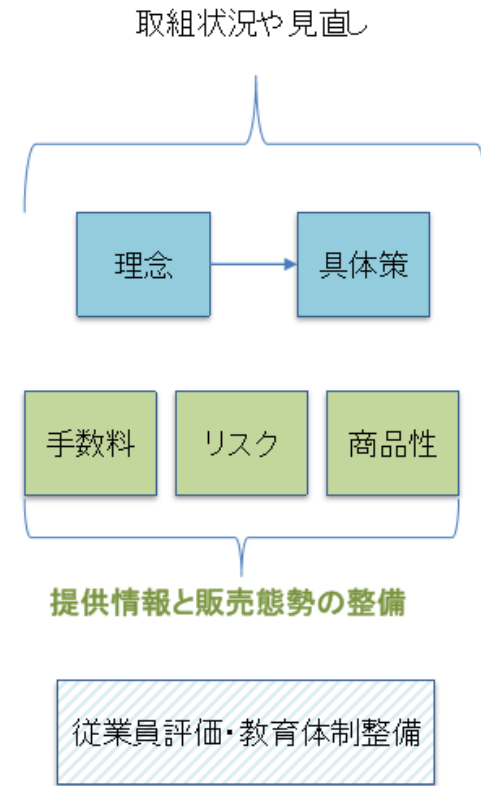 取組状況や見直し
理念
具体策
手数料
リスク
商品性
提供情報と販売態勢の整備
従業員評価・教育体制整備